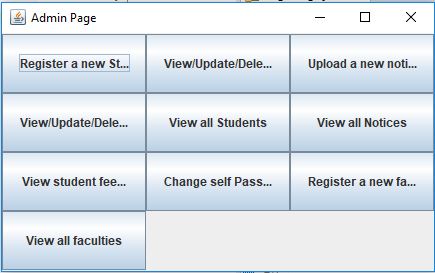 Admin Page
Register a new St... View/Update/Dele... Upload a new noti...
View/Update/Dele... View all Students View all Notices
View student fee... Change self Pass... Register a new fa...
View all faculties